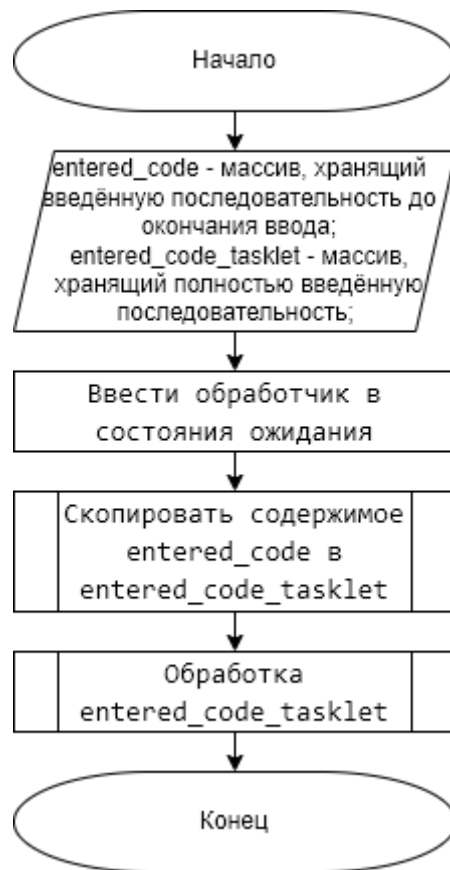 Начало
entered_code - массив, хранящий
введённую последовательность до
окончания ввода;
entered_code_tasklet - массив,
хранящий полностью введённую
последовательность;
Ввести обработчик в
состояния ожидания
Скопировать содержимое
entered_code в
entered_code_tasklet
Обработка
entered_code_tasklet
Конец